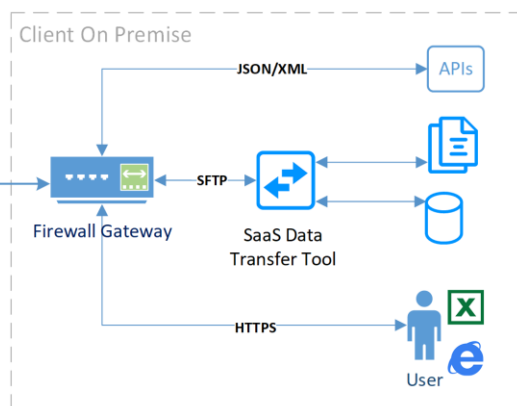 Client On Premise
JSON/XML
APIs
SFTP
Firewall Gateway
SaaS Data
Transfer Tool
HTTPS
User